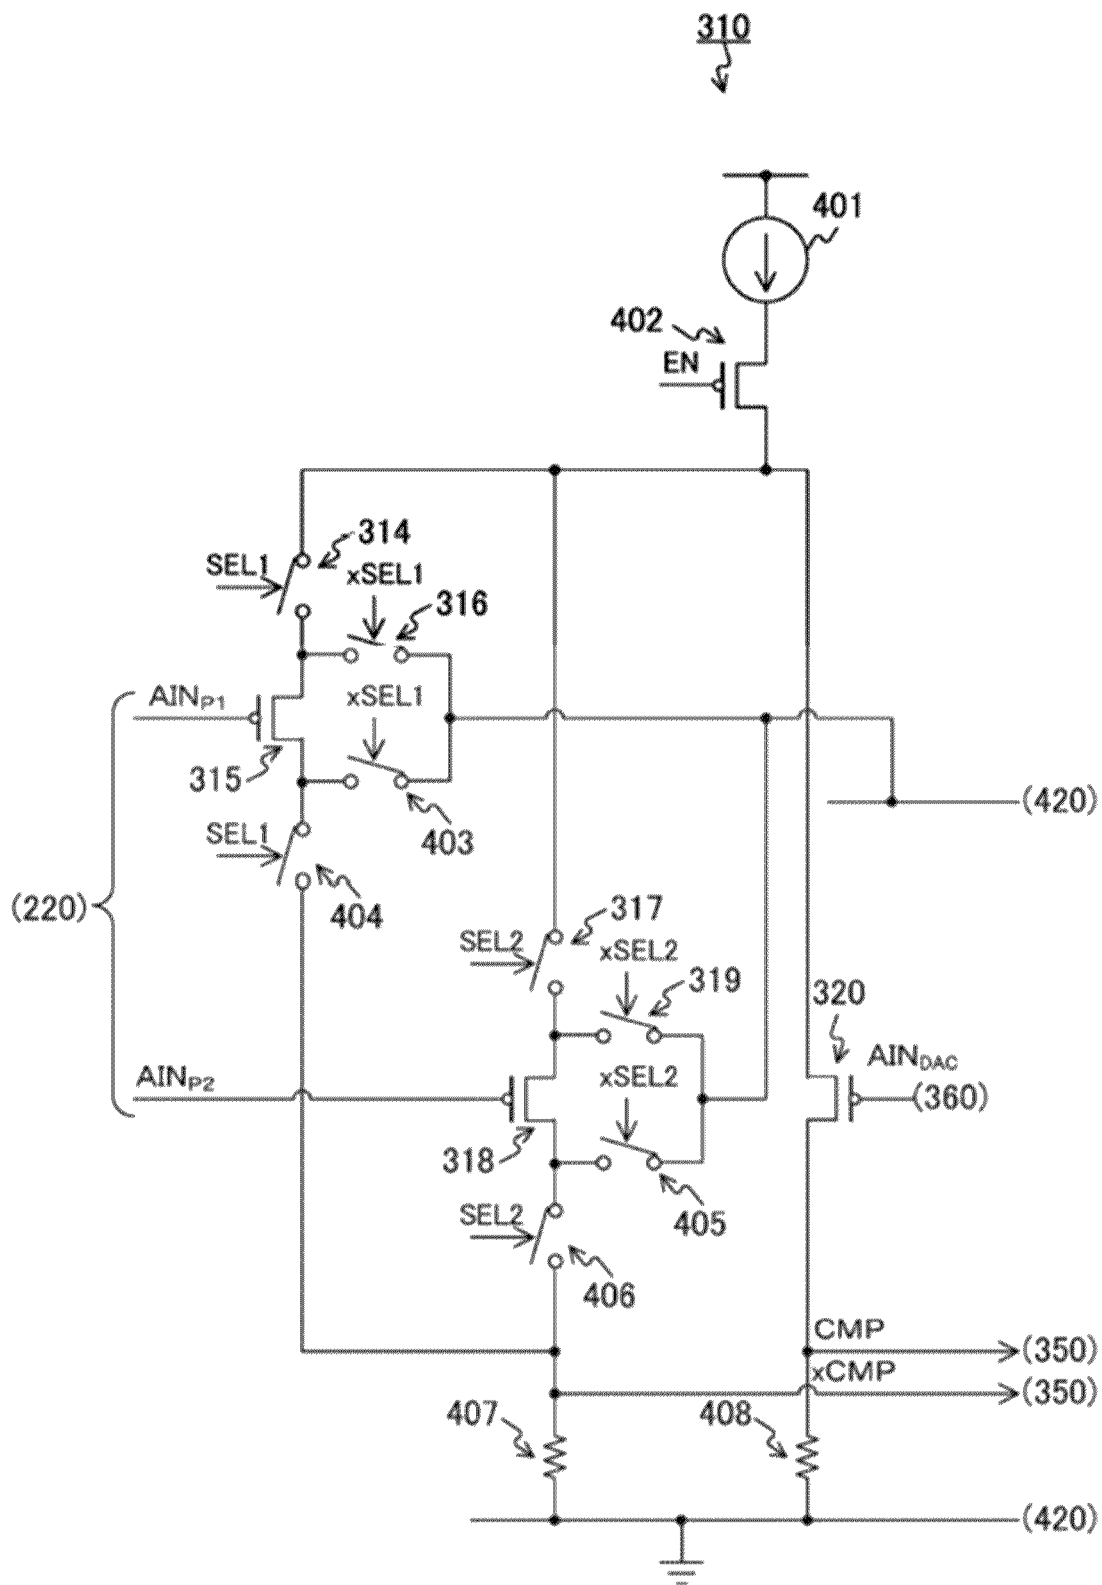 310
401
402
EN
314
SEL1
xSEL1
316
AINP1
xSEL1
315
(420)
SEL1
403
(220)
404
317
SEL2
xSEL2
319
320
AINDAC
xSEL2
AINP2
(360)
318
405
SEL2
406
CMP
(350)
xCMP
(350)
407
408
(420)